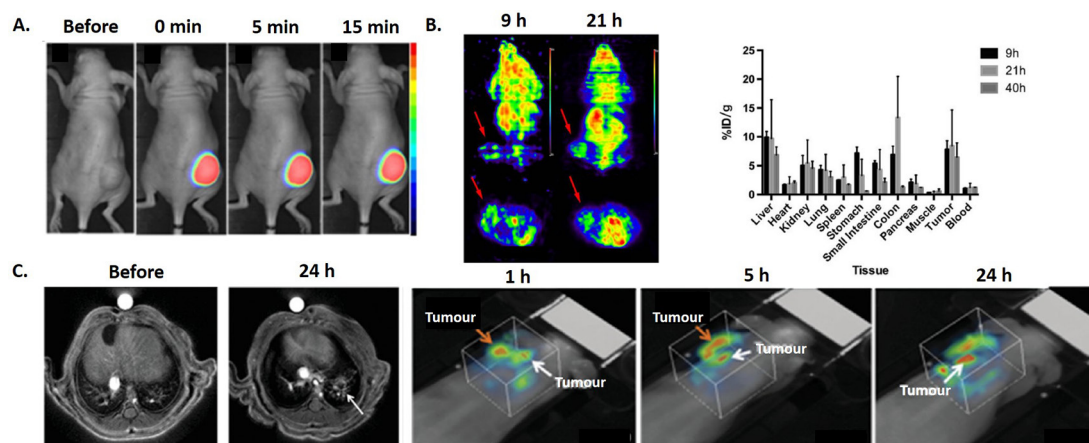 A.
Before
0 min
5 min
15 min
B.
9 h
21 h
%ID/g
25
20
15
10
5
0
9h
21h
40h
Liver
Heart
Kidney
Lung
Spleen
Stomach
Small Intestine
Colon
Pancreas
Muscle
Tumor
Blood
Tissue
C.
Before
24 h
1 h
5 h
24 h
Tumour
Tumour
Tumour
Tumour
Tumour